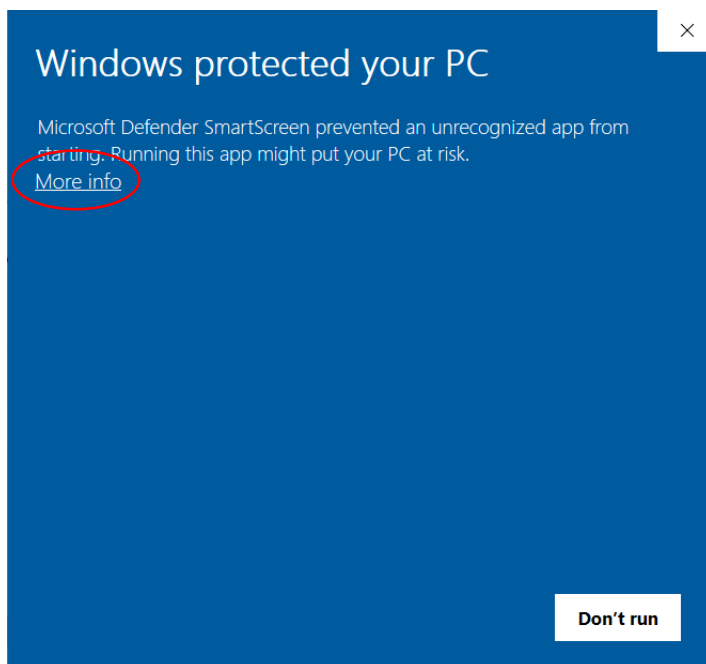 Windows protected your PC
Microsoft Defender SmartScreen prevented an unrecognized app from
starting. Running this app might put your PC at risk.
More info
Don't run